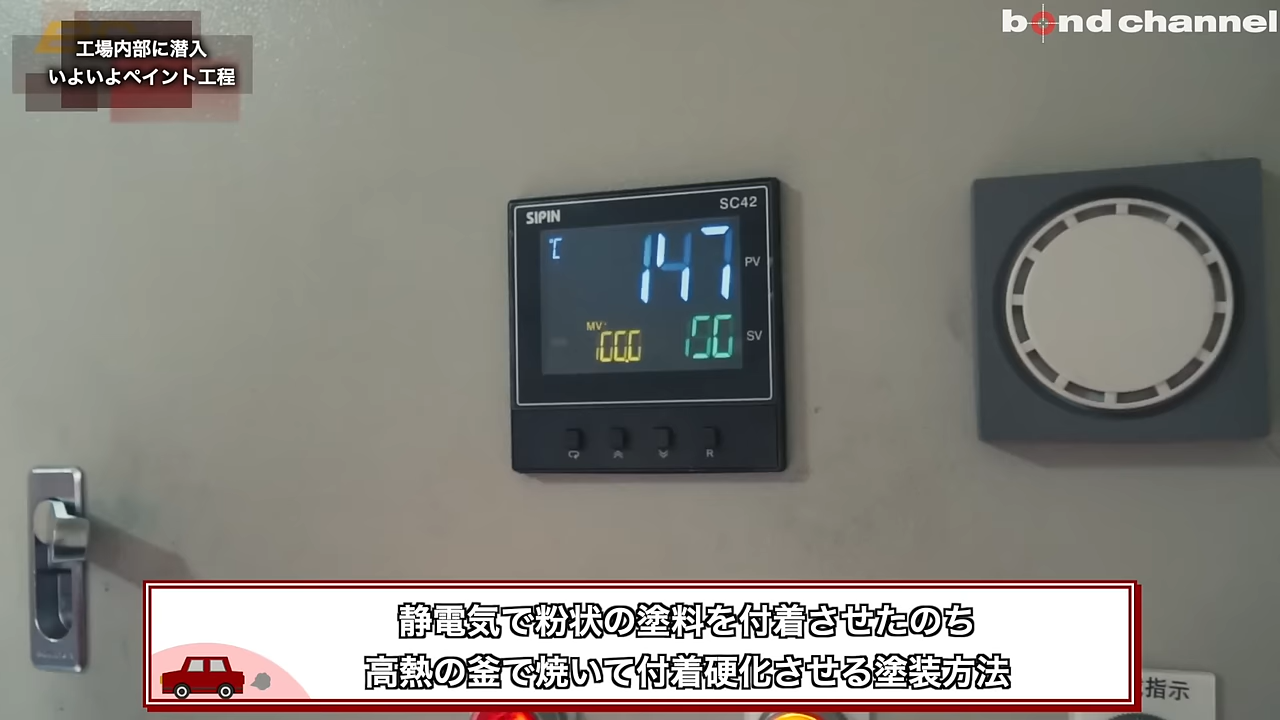 工場内部に潜入
いよいよペイント工程
bond channel
SIPIN
SC42
℃
147
PV
MV
100.0
SV
R
静電気で粉状の塗料を付着させたのち
高熱の釜で焼いて付着硬化させる塗装方法
指示